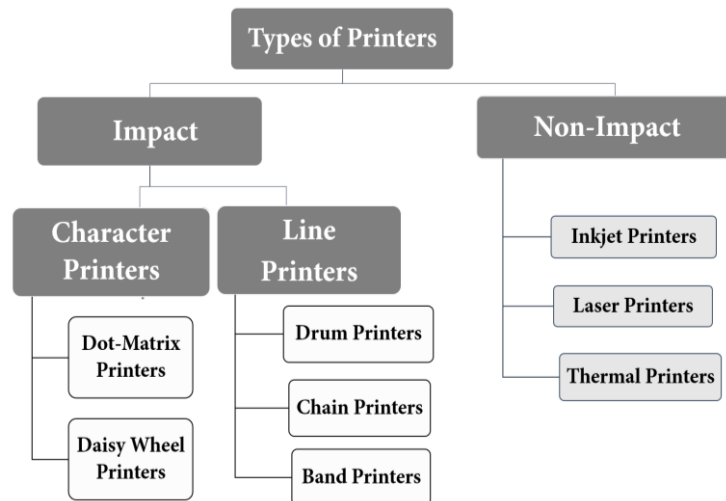 Types of Printers
Impact
Non-Impact
Character
Printers
Line
Printers
Dot-Matrix
Printers
Daisy Wheel
Printers
Drum Printers
Chain Printers
Band Printers
Inkjet Printers
Laser Printers
Thermal Printers